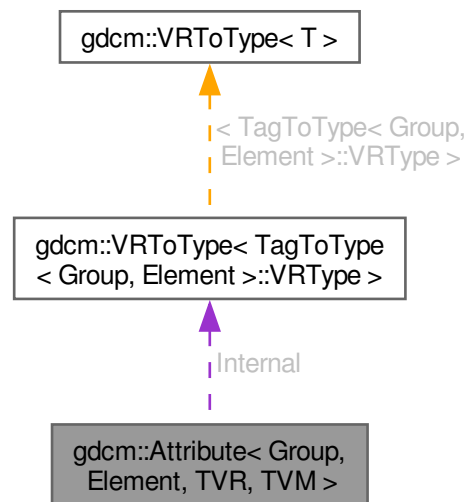 gdcm::VRToType< T >
< TagToType< Group,
Element >::VRType >
gdcm::VRToType< TagToType
< Group, Element >::VRType >
Internal
gdcm::Attribute< Group,
Element, TVR, TVM >